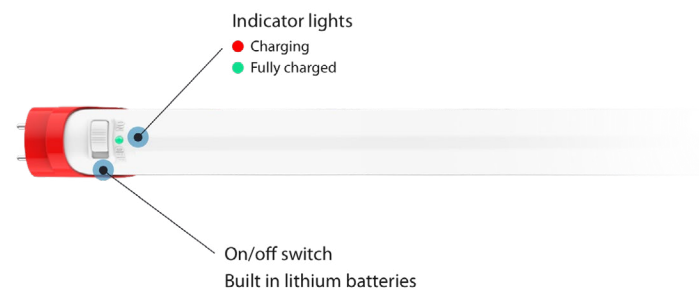 Indicator lights
Charging
Fully charged
On/off switch
Built in lithium batteries